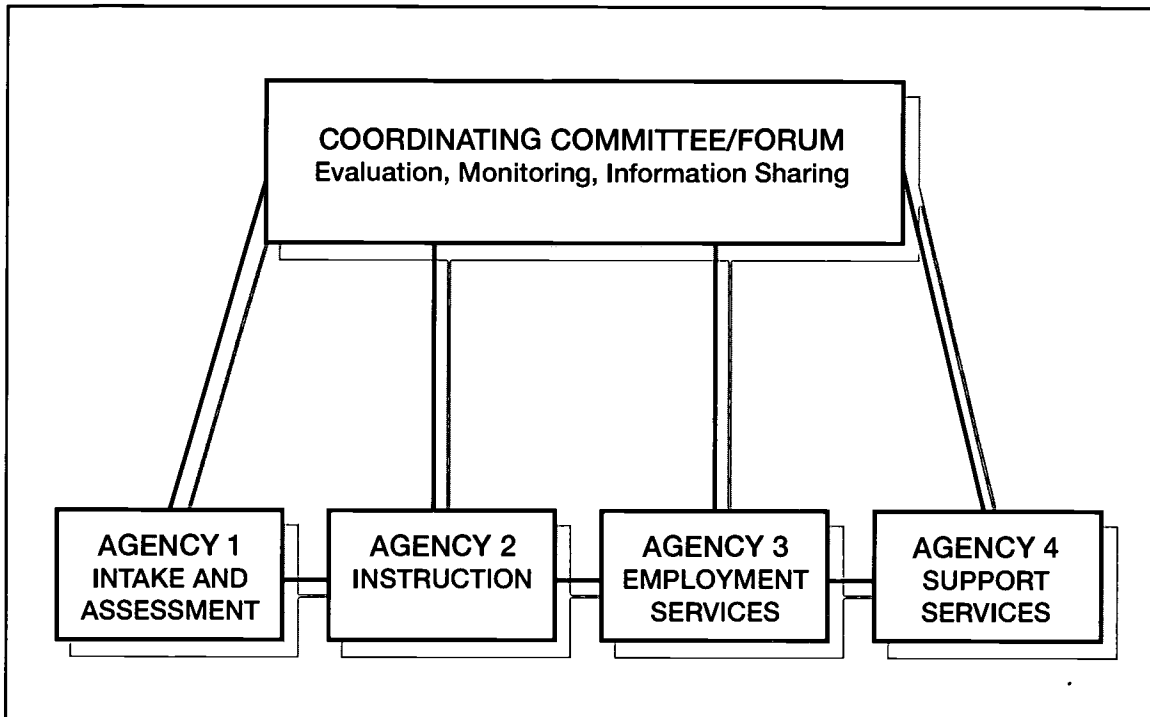 COORDINATING COMMITTEE/FORUM
Evaluation, Monitoring, Information Sharing
AGENCY 1
INTAKE AND
ASSESSMENT
AGENCY 2
INSTRUCTION
AGENCY 3
EMPLOYMENT
SERVICES
AGENCY 4
SUPPORT
SERVICES